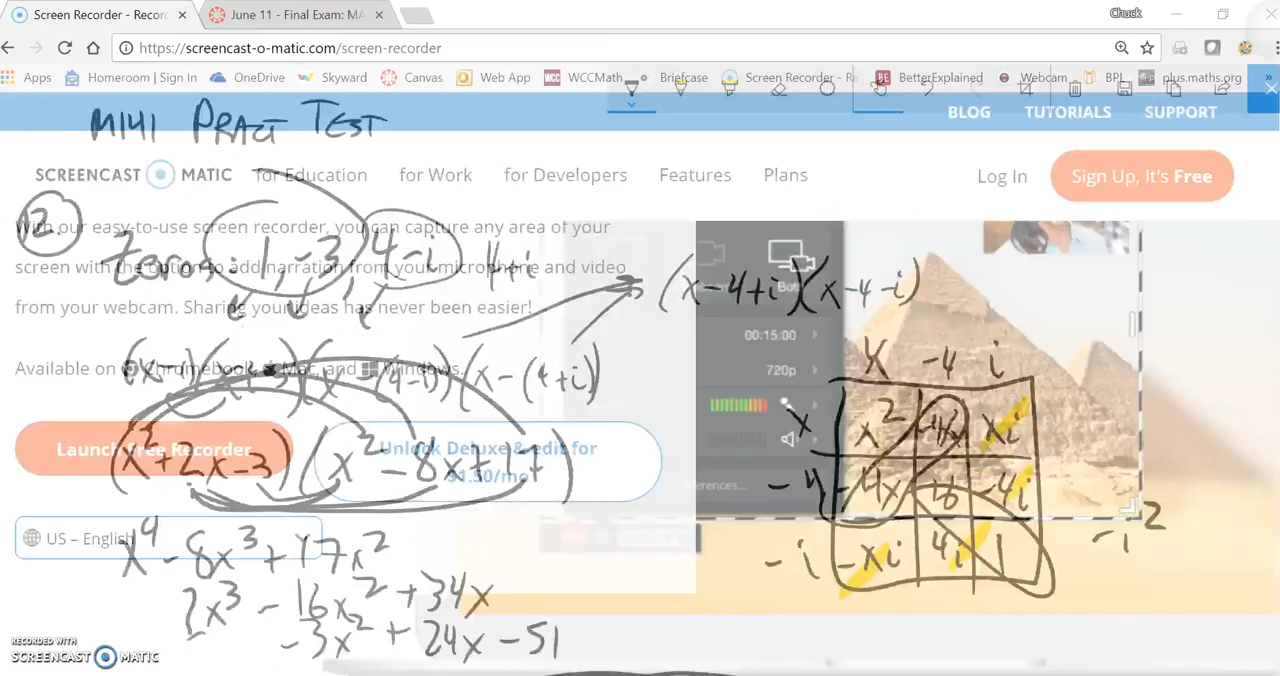 Screen Recorder - Recor
June 11 - Final Exam: MA
Chuck
https://screencast-o-matic.com/screen-recorder
Apps Homeroom | Sign In OneDrive Skyward Canvas Web App WCCMath Briefcase Screen Recorder - Re BetterExplained Webcam BPL plus.maths.org »
M141 PRACT TEST
BLOG TUTORIALS SUPPORT
SCREENCAST MATIC for Education for Work for Developers Features Plans Log In Sign Up, It's Free
12.
With our easy-to-use screen recorder, you can capture any area of your
zeros: 1, -3, 4-i 4+i
screen with the option to add narration from your microphone and video
from your webcam. Sharing your ideas has never been easier!
(x-4+i)(x-4-i)
Available on Chromebook, Mac, and Windows.
(x - (4-i))(x - (4+i))
Launch Free Recorder
Unlock Deluxe & edit for
$1.50/mo
(x² + 2x - 3)(x² - 8x + 17)
US – English
x⁴ - 8x³ + 17x²
2x³ - 16x² + 34x
-3x² + 24x - 51
00:15:00
720p
x -4 i
x x² -4x xi
-4 -4x +16 -4i
-i -xi 4i 1
-i²
RECORDED WITH
SCREENCAST MATIC